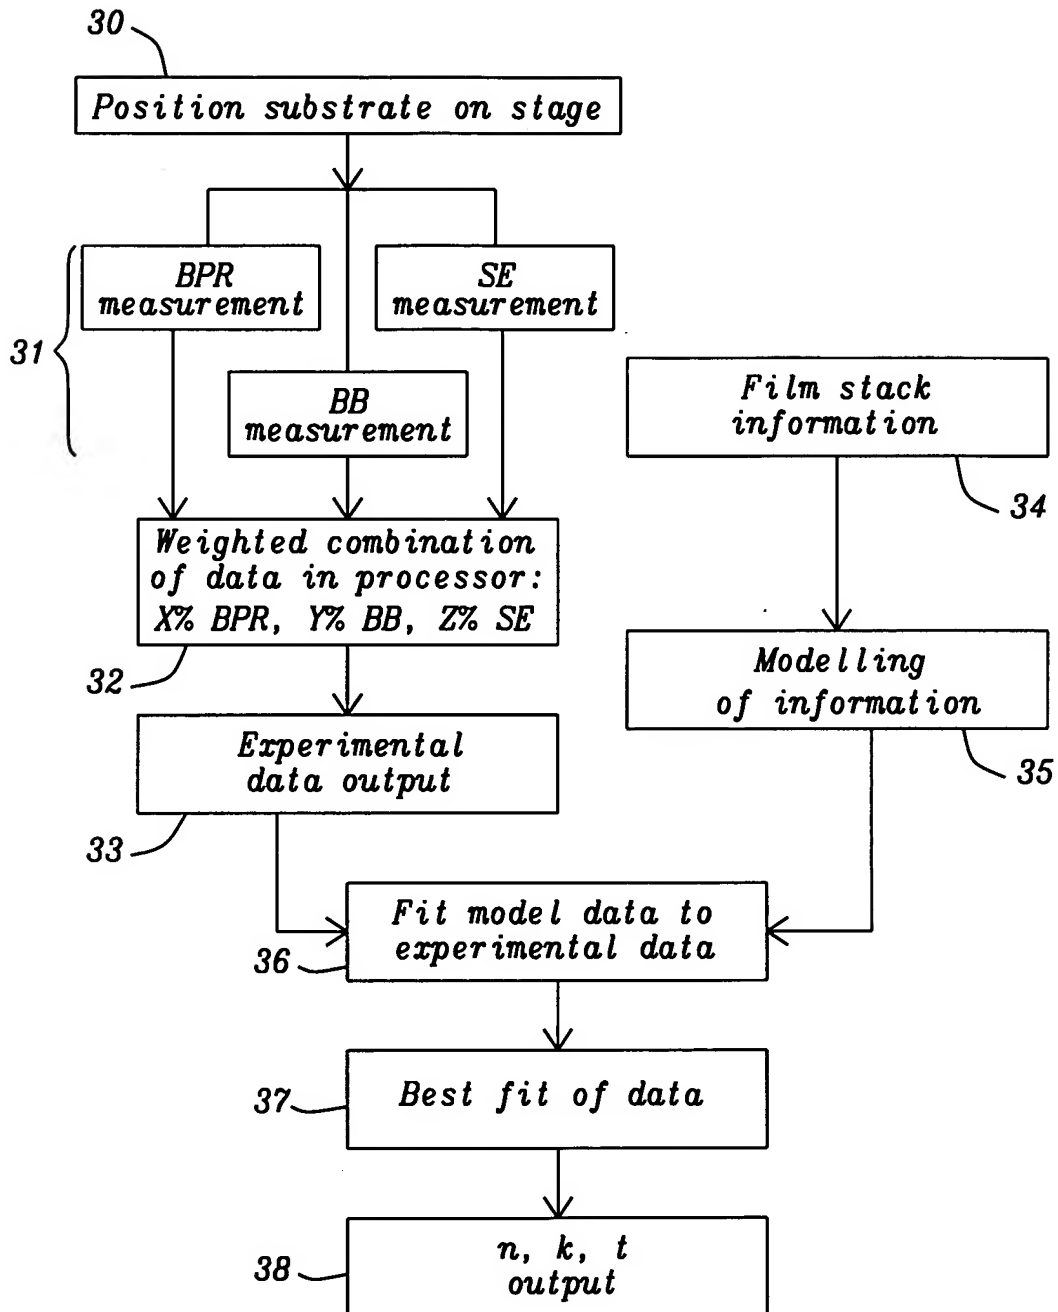 30
Position substrate on stage
BPR
measurement
SE
measurement
31
BB
measurement
Film stack
information
34
Weighted combination
of data in processor:
X% BPR, Y% BB, Z% SE
32
Modelling
of information
35
Experimental
data output
33
Fit model data to
experimental data
36
Best fit of data
37
n, k, t
output
38